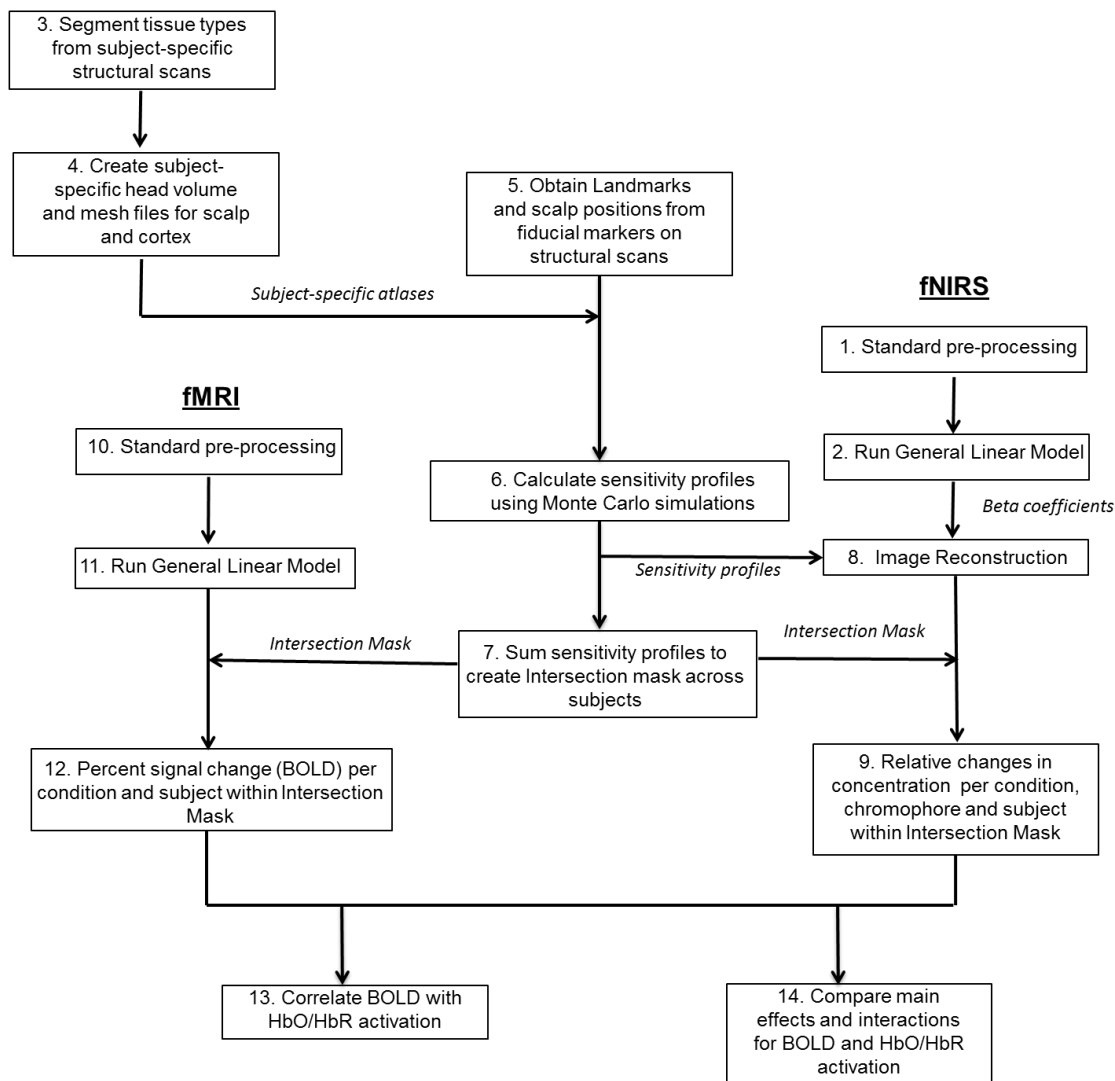 3. Segment tissue types
from subject-specific
structural scans
4. Create subject-
specific head volume
and mesh files for scalp
and cortex
5. Obtain Landmarks
and scalp positions from
fiducial markers on
structural scans
Subject-specific atlases
fNIRS
1. Standard pre-processing
fMRI
10. Standard pre-processing
2. Run General Linear Model
6. Calculate sensitivity profiles
using Monte Carlo simulations
Beta coefficients
11. Run General Linear Model
Sensitivity profiles
8. Image Reconstruction
Intersection Mask
7. Sum sensitivity profiles to
create Intersection mask across
subjects
Intersection Mask
12. Percent signal change (BOLD) per
condition and subject within Intersection
Mask
9. Relative changes in
concentration per condition,
chromophore and subject
within Intersection Mask
13. Correlate BOLD with
HbO/HbR activation
14. Compare main
effects and interactions
for BOLD and HbO/HbR
activation